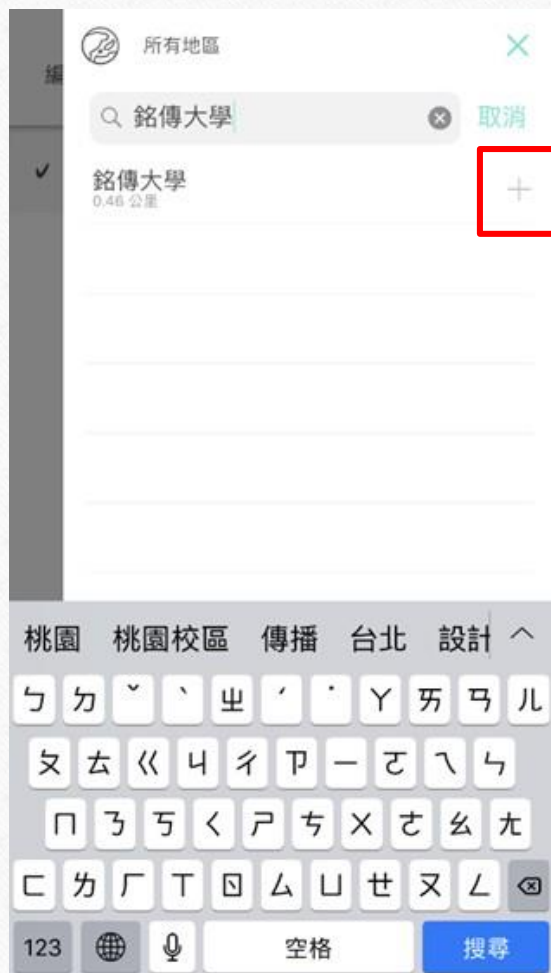 所有地區
編
銘傳大學
取消
銘傳大學
0.46 公里
桃園 桃園校區 傳播 台北 設計
ㄅ ㄉ ˇ ˋ ㄓ ˊ ˙ ㄚ ㄞ ㄢ ㄦ
ㄆ ㄊ ㄍ ㄐ ㄔ ㄗ ㄧ ㄛ ㄟ ㄣ
ㄇ ㄋ ㄎ ㄑ ㄕ ㄘ ㄨ ㄜ ㄠ ㄤ
ㄈ ㄌ ㄏ ㄒ ㄖ ㄙ ㄩ ㄝ ㄡ ㄥ
123 空格 搜尋